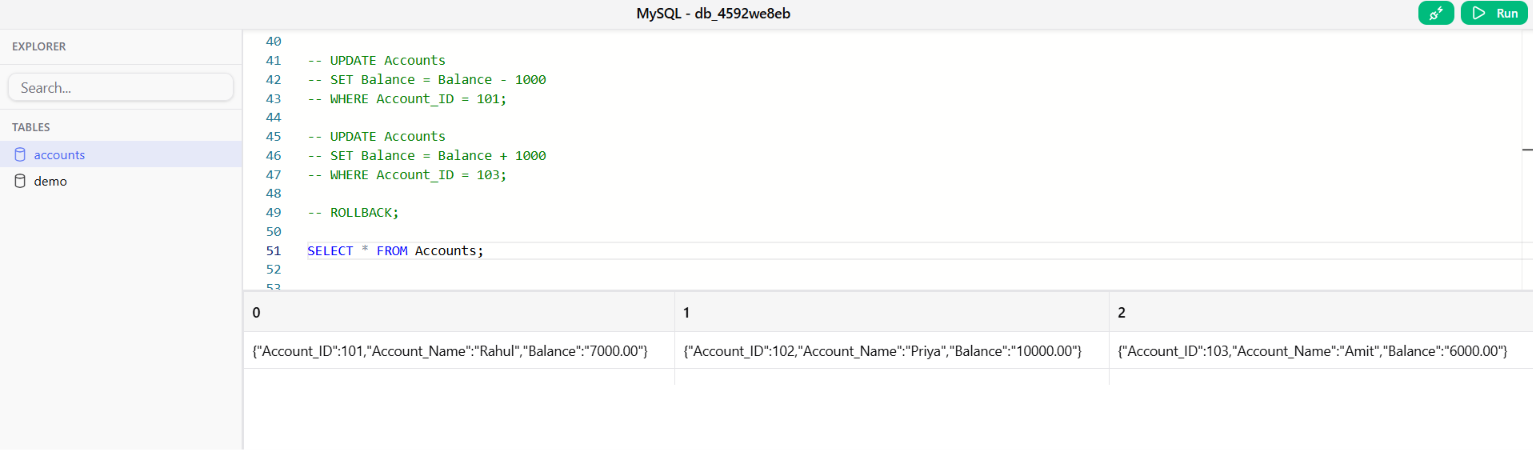 MySQL - db_4592we8eb
Run
EXPLORER
Search...
TABLES
accounts
demo
40
41 -- UPDATE Accounts
42 -- SET Balance = Balance - 1000
43 -- WHERE Account_ID = 101;
44
45 -- UPDATE Accounts
46 -- SET Balance = Balance + 1000
47 -- WHERE Account_ID = 103;
48
49 -- ROLLBACK;
50
51 SELECT * FROM Accounts;
52
53
0 1 2
{"Account_ID":101,"Account_Name":"Rahul","Balance":"7000.00"} {"Account_ID":102,"Account_Name":"Priya","Balance":"10000.00"} {"Account_ID":103,"Account_Name":"Amit","Balance":"6000.00"}